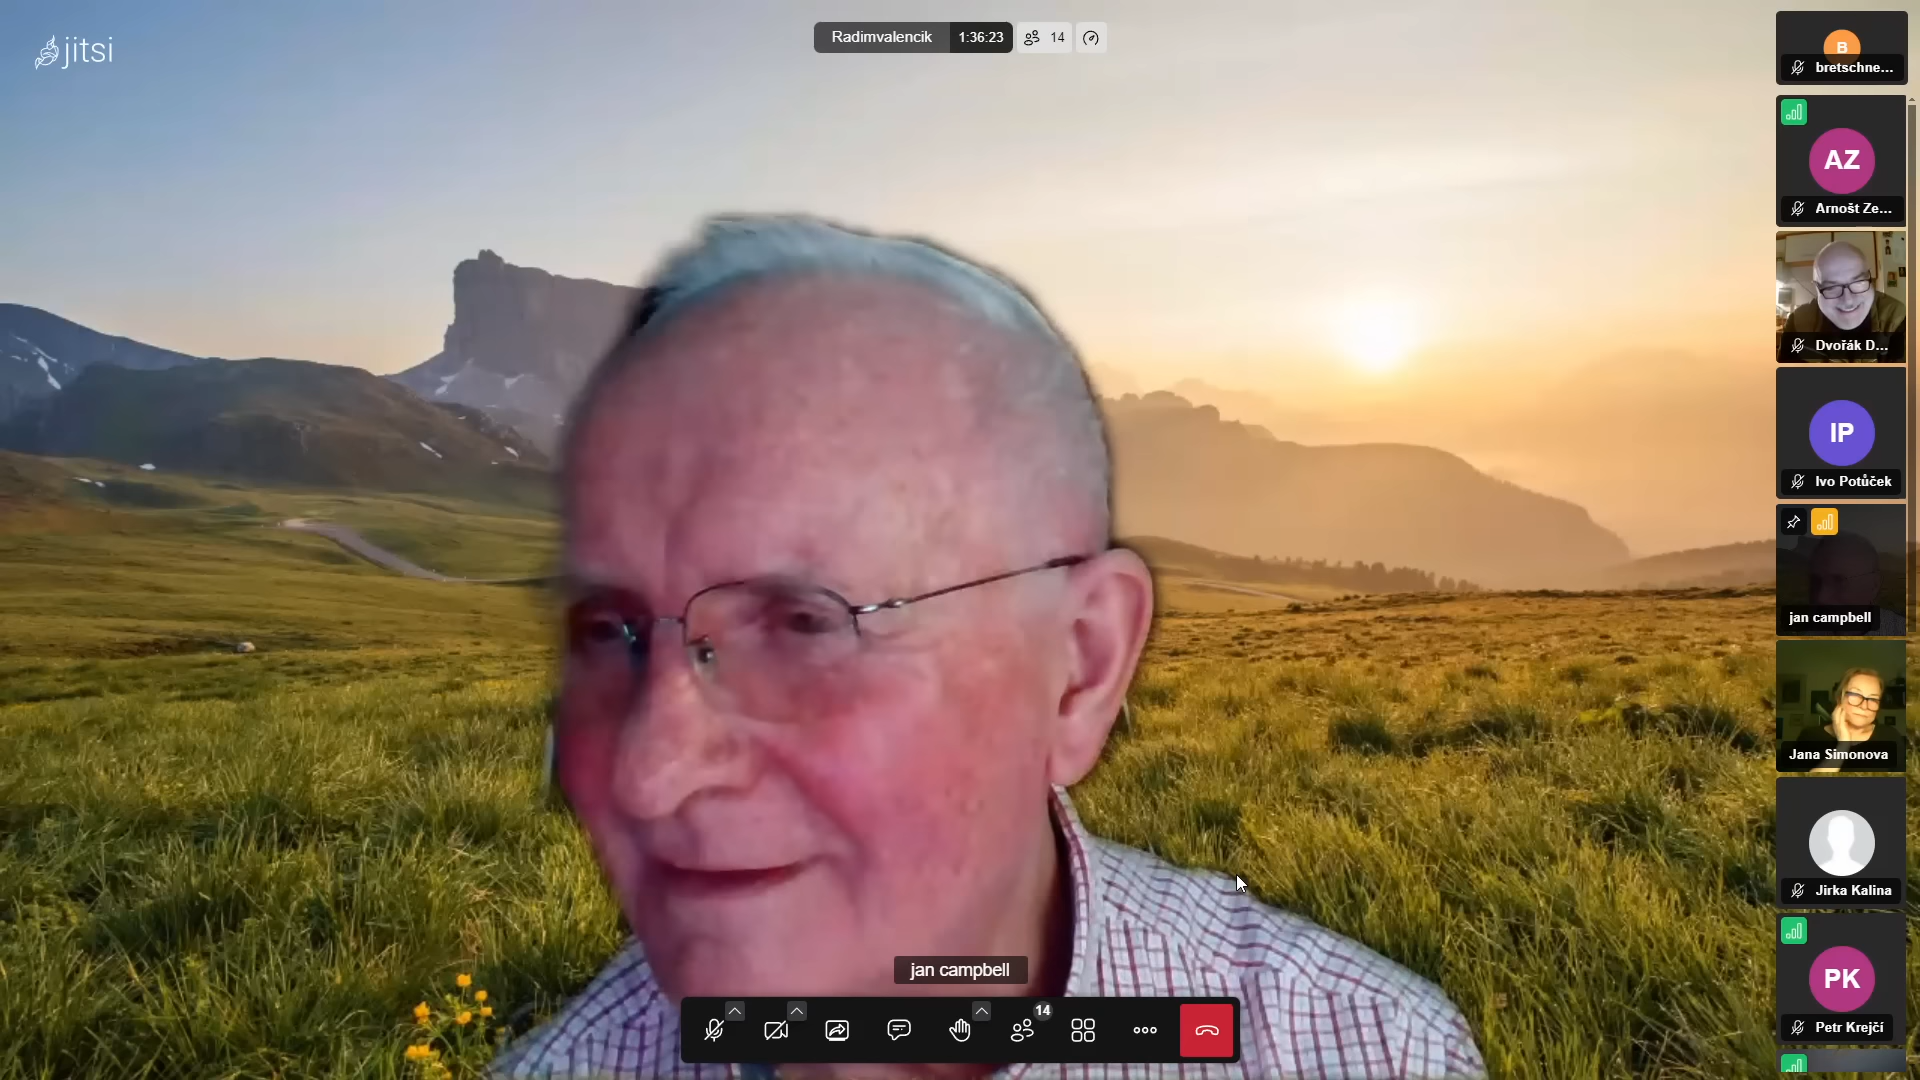 jitsi
Radimvalencik 1:36:23 14
B
bretschne...
AZ
Arnošt Ze...
Dvořák D...
IP
Ivo Potůček
jan campbell
Jana Simonova
Jirka Kalina
PK
Petr Krejčí
jan campbell
14